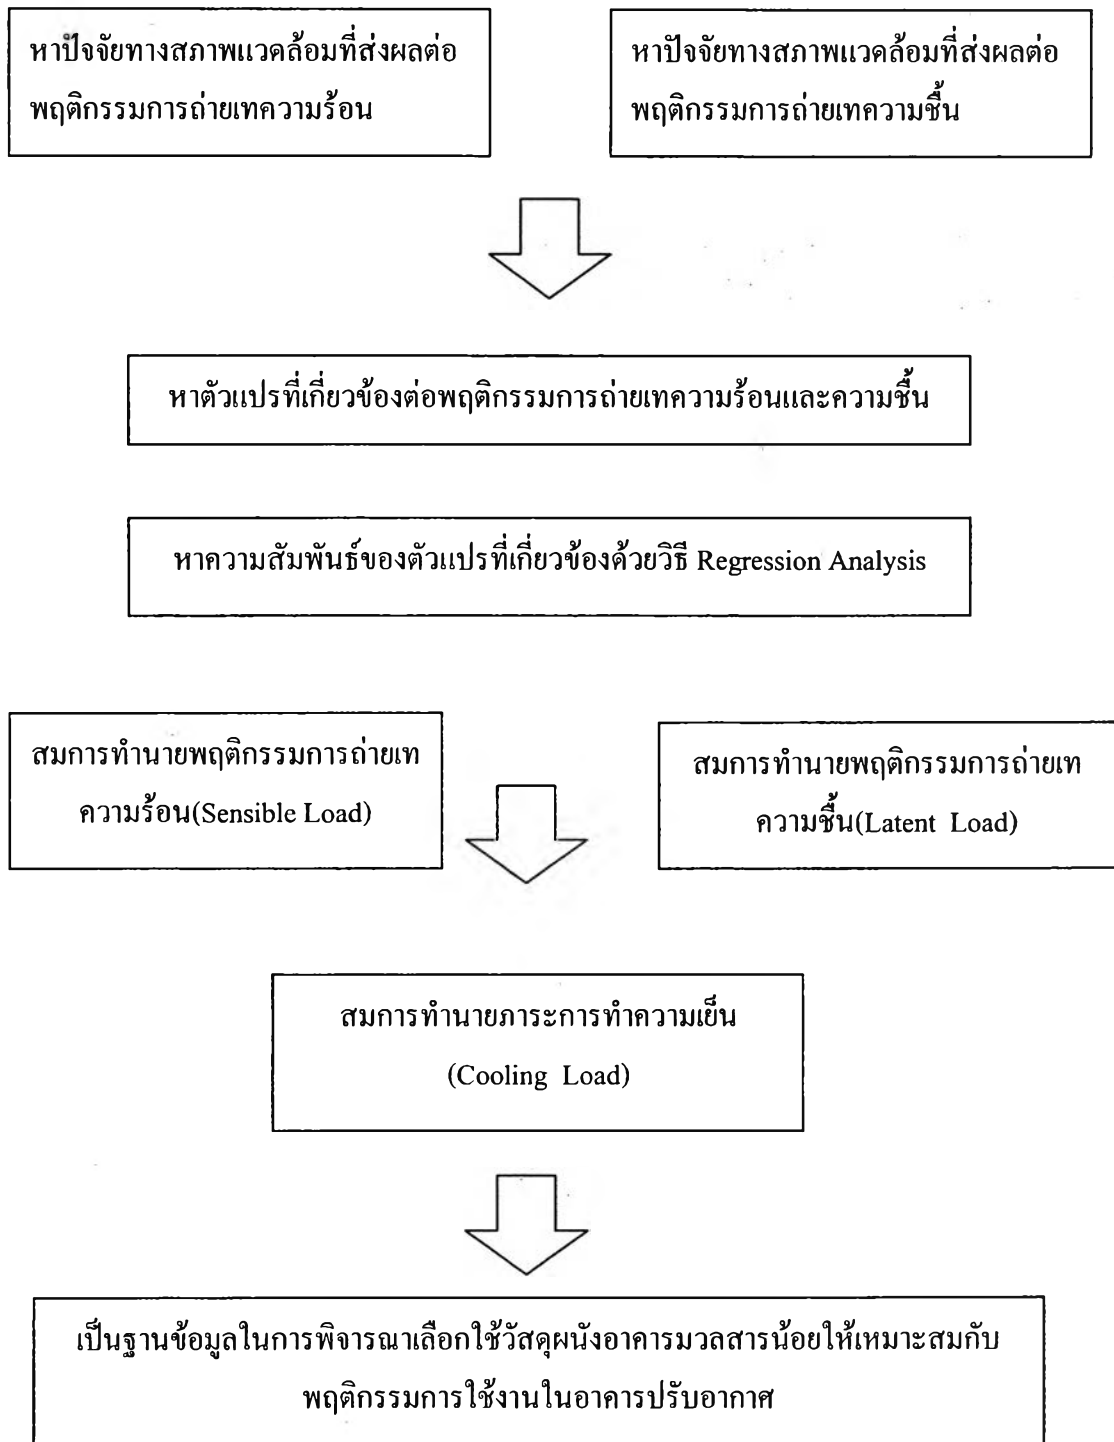 หาปัจจัยทางสภาพแวดล้อมที่ส่งผลต่อ
พฤติกรรมการถ่ายเทความร้อน
หาปัจจัยทางสภาพแวดล้อมที่ส่งผลต่อ
พฤติกรรมการถ่ายเทความชื้น
หาตัวแปรที่เกี่ยวข้องต่อพฤติกรรมการถ่ายเทความร้อนและความชื้น
หาความสัมพันธ์ของตัวแปรที่เกี่ยวข้องด้วยวิธี Regression Analysis
สมการทำนายพฤติกรรมการถ่ายเท
ความร้อน(Sensible Load)
สมการทำนายพฤติกรรมการถ่ายเท
ความชื้น(Latent Load)
สมการทำนายภาระการทำความเย็น
(Cooling Load)
เป็นฐานข้อมูลในการพิจารณาเลือกใช้วัสดุผนังอาคารมวลสารน้อยให้เหมาะสมกับ
พฤติกรรมการใช้งานในอาคารปรับอากาศ